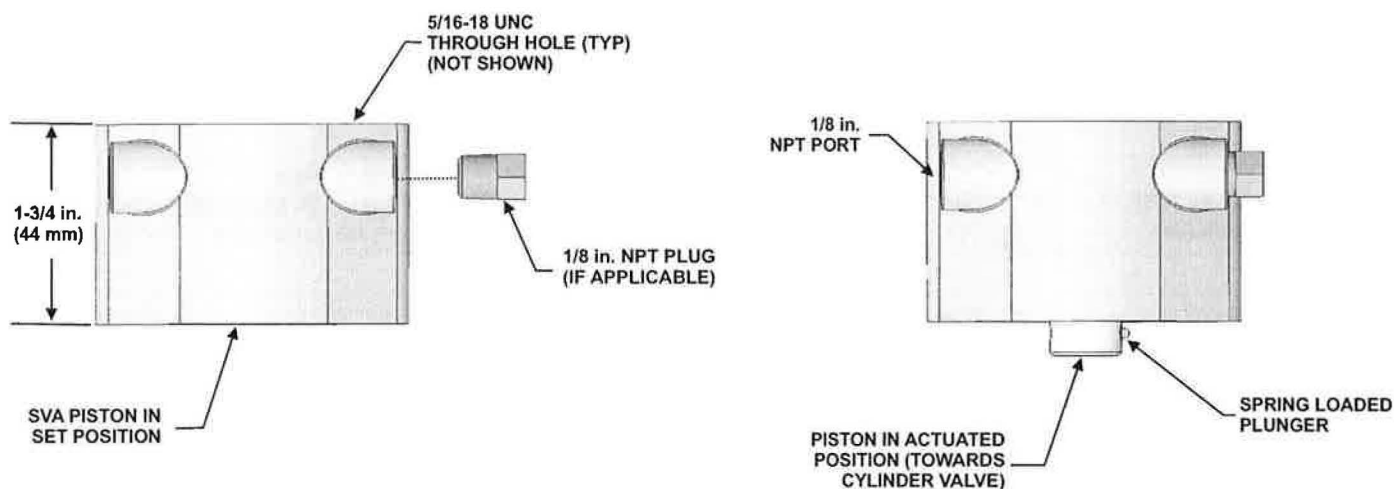 5/16-18 UNC
THROUGH HOLE (TYP)
(NOT SHOWN)
1-3/4 in.
(44 mm)
1/8 in. NPT PLUG
(IF APPLICABLE)
SVA PISTON IN
SET POSITION
1/8 in.
NPT PORT
SPRING LOADED
PLUNGER
PISTON IN ACTUATED
POSITION (TOWARDS
CYLINDER VALVE)